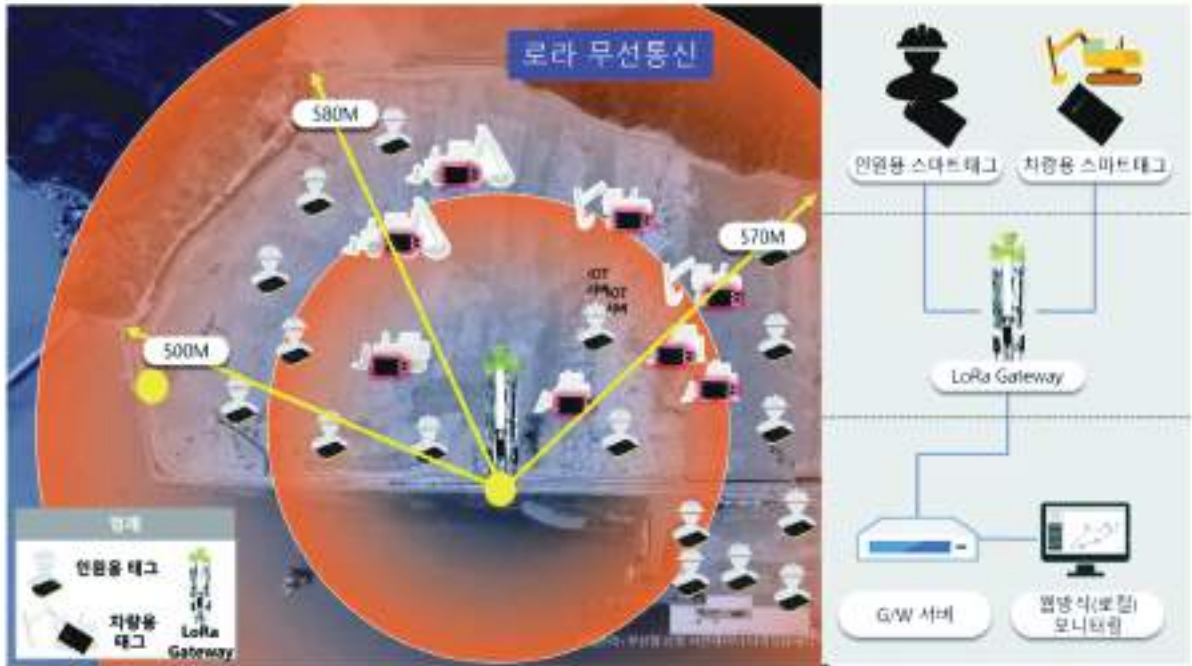 로라 무선통신
580M
570M
500M
IOT
IOT
범례
인원용 태그
차량용
태그
LoRa
Gateway
인원용 스마트태그
차량용 스마트태그
LoRa Gateway
G/W 서버
웹방식(로컬)
모니터링